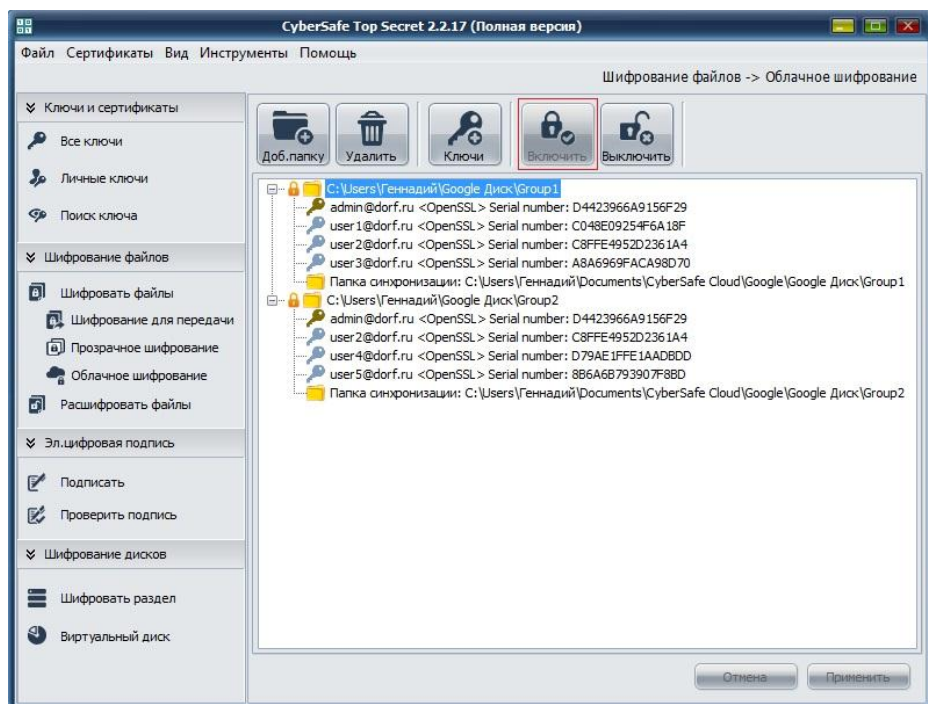 CyberSafe Top Secret 2.2.17 (Полная версия)
Файл Сертификаты Вид Инструменты Помощь
Шифрование файлов -> Облачное шифрование
Ключи и сертификаты
Все ключи
Личные ключи
Поиск ключа
Шифрование файлов
Шифровать файлы
Шифрование для передачи
Прозрачное шифрование
Облачное шифрование
Расшифровать файлы
Эл.цифровая подпись
Подписать
Проверить подпись
Шифрование дисков
Шифровать раздел
Виртуальный диск
Доб.папку Удалить Ключи Включить Выключить
C:\Users\Геннадий\Google Диск\Group1
admin@dorf.ru <OpenSSL> Serial number: D4423966A9156F29
user1@dorf.ru <OpenSSL> Serial number: C048E09254F6A18F
user2@dorf.ru <OpenSSL> Serial number: C8FFE4952D2361A4
user3@dorf.ru <OpenSSL> Serial number: A8A6969FACA98D70
Папка синхронизации: C:\Users\Геннадий\Documents\CyberSafe Cloud\Google\Google Диск\Group1
C:\Users\Геннадий\Google Диск\Group2
admin@dorf.ru <OpenSSL> Serial number: D4423966A9156F29
user2@dorf.ru <OpenSSL> Serial number: C8FFE4952D2361A4
user4@dorf.ru <OpenSSL> Serial number: D79AE1FFE1AADBDD
user5@dorf.ru <OpenSSL> Serial number: 8B6A6B793907F8BD
Папка синхронизации: C:\Users\Геннадий\Documents\CyberSafe Cloud\Google\Google Диск\Group2
Отмена Применить